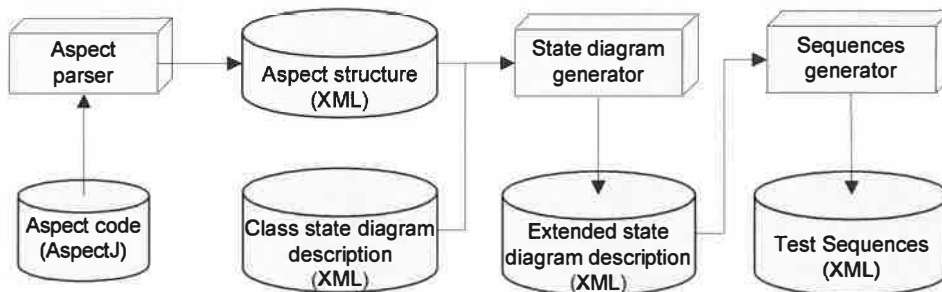 Aspect
parser
Aspect structure
(XML)
State diagram
generator
Sequences
generator
Aspect code
(AspectJ)
Class state diagram
description
(XML)
Extended state
diagram description
(XML)
Test Sequences
(XML)